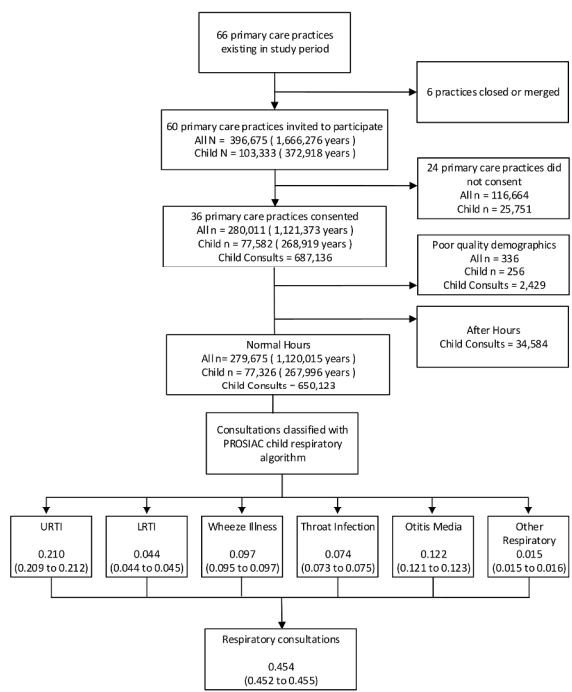 66 primary care practices
existing in study period
6 practices closed or merged
60 primary care practices invited to participate
All N = 396,675 ( 1,666,276 years )
Child N = 103,333 ( 372,918 years )
24 primary care practices did
not consent
All n = 116,664
Child n = 25,751
36 primary care practices consented
All n = 280,011 ( 1,121,373 years )
Child n = 77,582 ( 268,919 years )
Child Consults = 687,136
Poor quality demographics
All n = 336
Child n = 256
Child Consults = 2,429
After Hours
Child Consults = 34,584
Normal Hours
All n= 279,675 ( 1,120,015 years )
Child n = 77,326 ( 267,996 years )
Child Consults = 650,123
Consultations classified with
PROSIAC child respiratory
algorithm
URTI
0.210
(0.209 to 0.212)
LRTI
0.044
(0.044 to 0.045)
Wheeze Illness
0.097
(0.095 to 0.097)
Throat Infection
0.074
(0.073 to 0.075)
Otitis Media
0.122
(0.121 to 0.123)
Other
Respiratory
0.015
(0.015 to 0.016)
Respiratory consultations
0.454
(0.452 to 0.455)